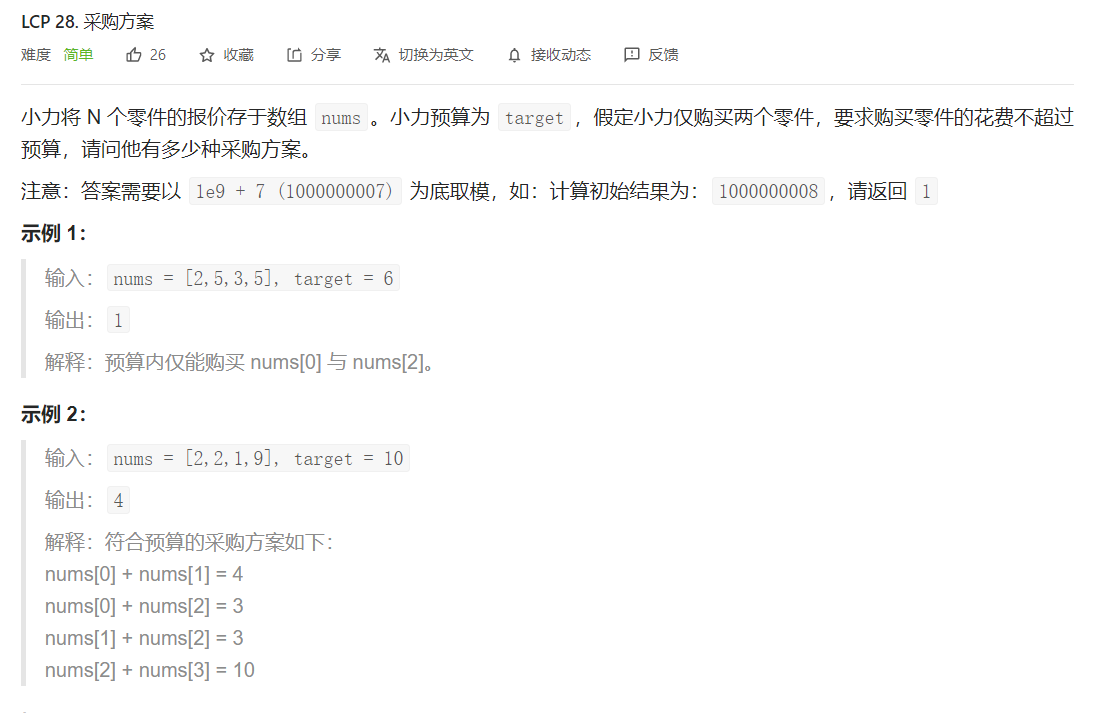 LCP 28. 采购方案
难度 简单 26 收藏 分享 切换为英文 接收动态 反馈
小力将 N 个零件的报价存于数组 nums 。小力预算为 target ，假定小力仅购买两个零件，要求购买零件的花费不超过
预算，请问他有多少种采购方案。
注意：答案需要以 1e9 + 7 (1000000007) 为底取模，如：计算初始结果为：1000000008 ，请返回 1
示例 1：
输入：nums = [2,5,3,5], target = 6
输出：1
解释：预算内仅能购买 nums[0] 与 nums[2]。
示例 2：
输入：nums = [2,2,1,9], target = 10
输出：4
解释：符合预算的采购方案如下：
nums[0] + nums[1] = 4
nums[0] + nums[2] = 3
nums[1] + nums[2] = 3
nums[2] + nums[3] = 10